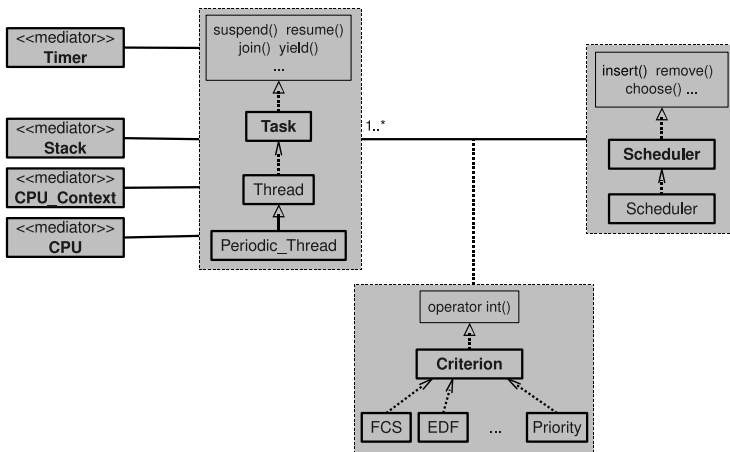 <<mediator>>
Timer
<<mediator>>
Stack
<<mediator>>
CPU_Context
<<mediator>>
CPU
suspend() resume()
join() yield()
...
Task
Thread
Periodic_Thread
1..*
insert() remove()
choose() ...
Scheduler
Scheduler
operator int()
Criterion
FCS
EDF
...
Priority